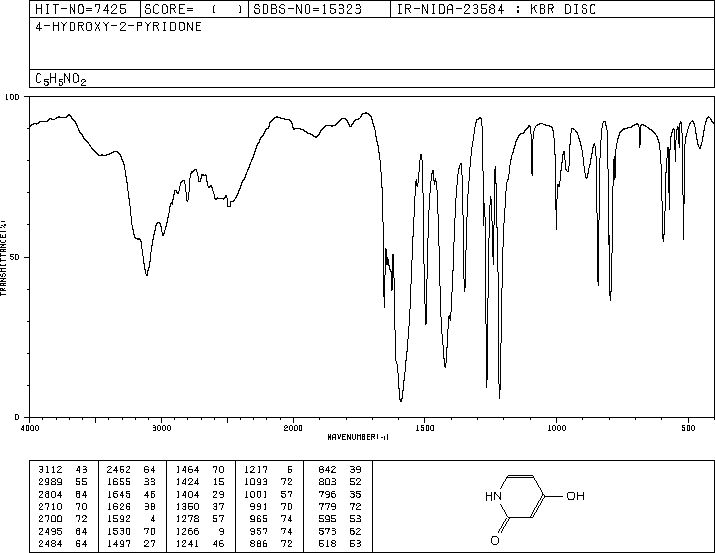 HIT-NO=7425 SCORE= ( ) SDBS-NO=15323 IR-NIDA-23584 : KBR DISC
4-HYDROXY-2-PYRIDONE
C5H5NO2
100
50
0
TRANSMITTANCE(%)
4000 3000 2000 1500 1000 500
WAVENUMBER(-1)
3112 43 2462 64 1464 70 1217 5 842 39
2989 55 1655 33 1424 15 1093 72 803 52
2804 64 1645 46 1404 29 1001 57 796 35
2710 70 1626 38 1350 37 991 70 779 72
2700 72 1592 4 1278 57 965 74 595 53
2495 64 1530 70 1266 9 957 74 573 62
2484 64 1497 27 1241 46 886 72 518 53
HN
OH
O